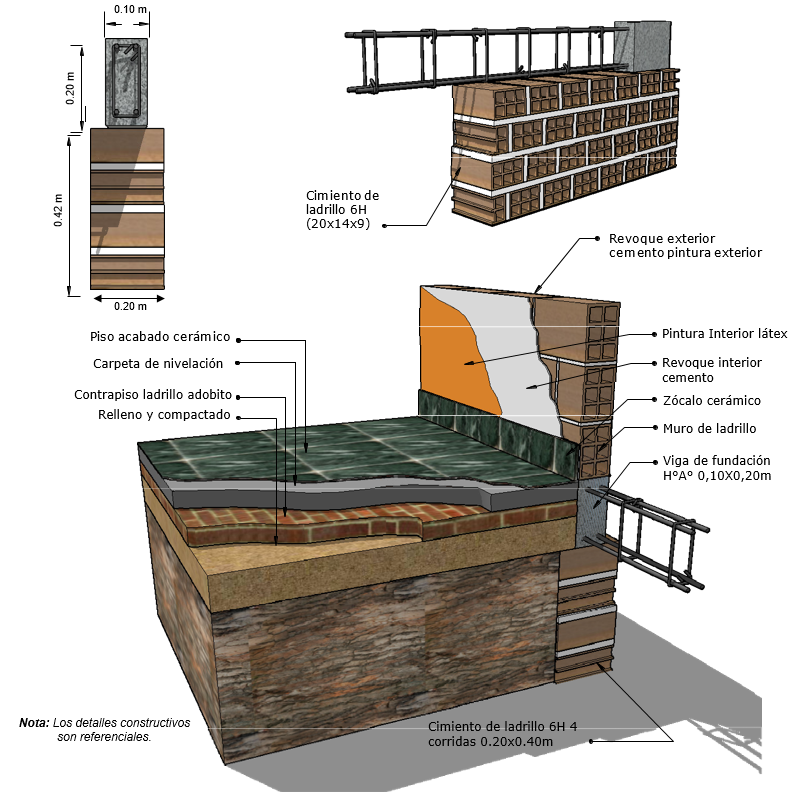 0.10 m
0.20 m
0.42 m
0.20 m
Cimiento de
ladrillo 6H
(20x14x9)
Revoque exterior
cemento pintura exterior
Piso acabado cerámico
Carpeta de nivelación
Contrapiso ladrillo adobito
Relleno y compactado
Pintura Interior látex
Revoque interior
cemento
Zócalo cerámico
Muro de ladrillo
Viga de fundación
H°A° 0,10X0,20m
Nota: Los detalles constructivos
son referenciales.
Cimiento de ladrillo 6H 4
corridas 0.20x0.40m